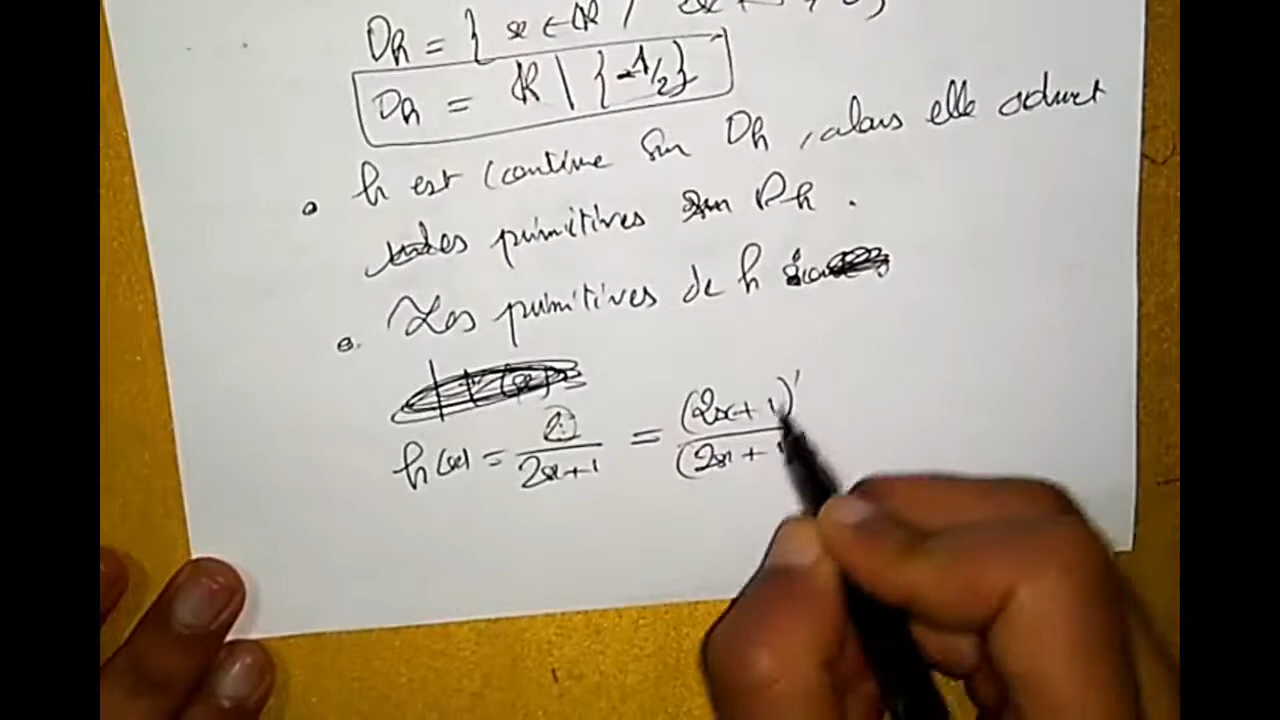 Dh = { x ∈ ℝ /
Dh = ℝ \ {-1/2}
• h est continue sur Dh, alors elle admet
des primitives sur Dh.
• Les primitives de h
h(x) = 2/(2x+1) = (2x+1)'/(2x+1